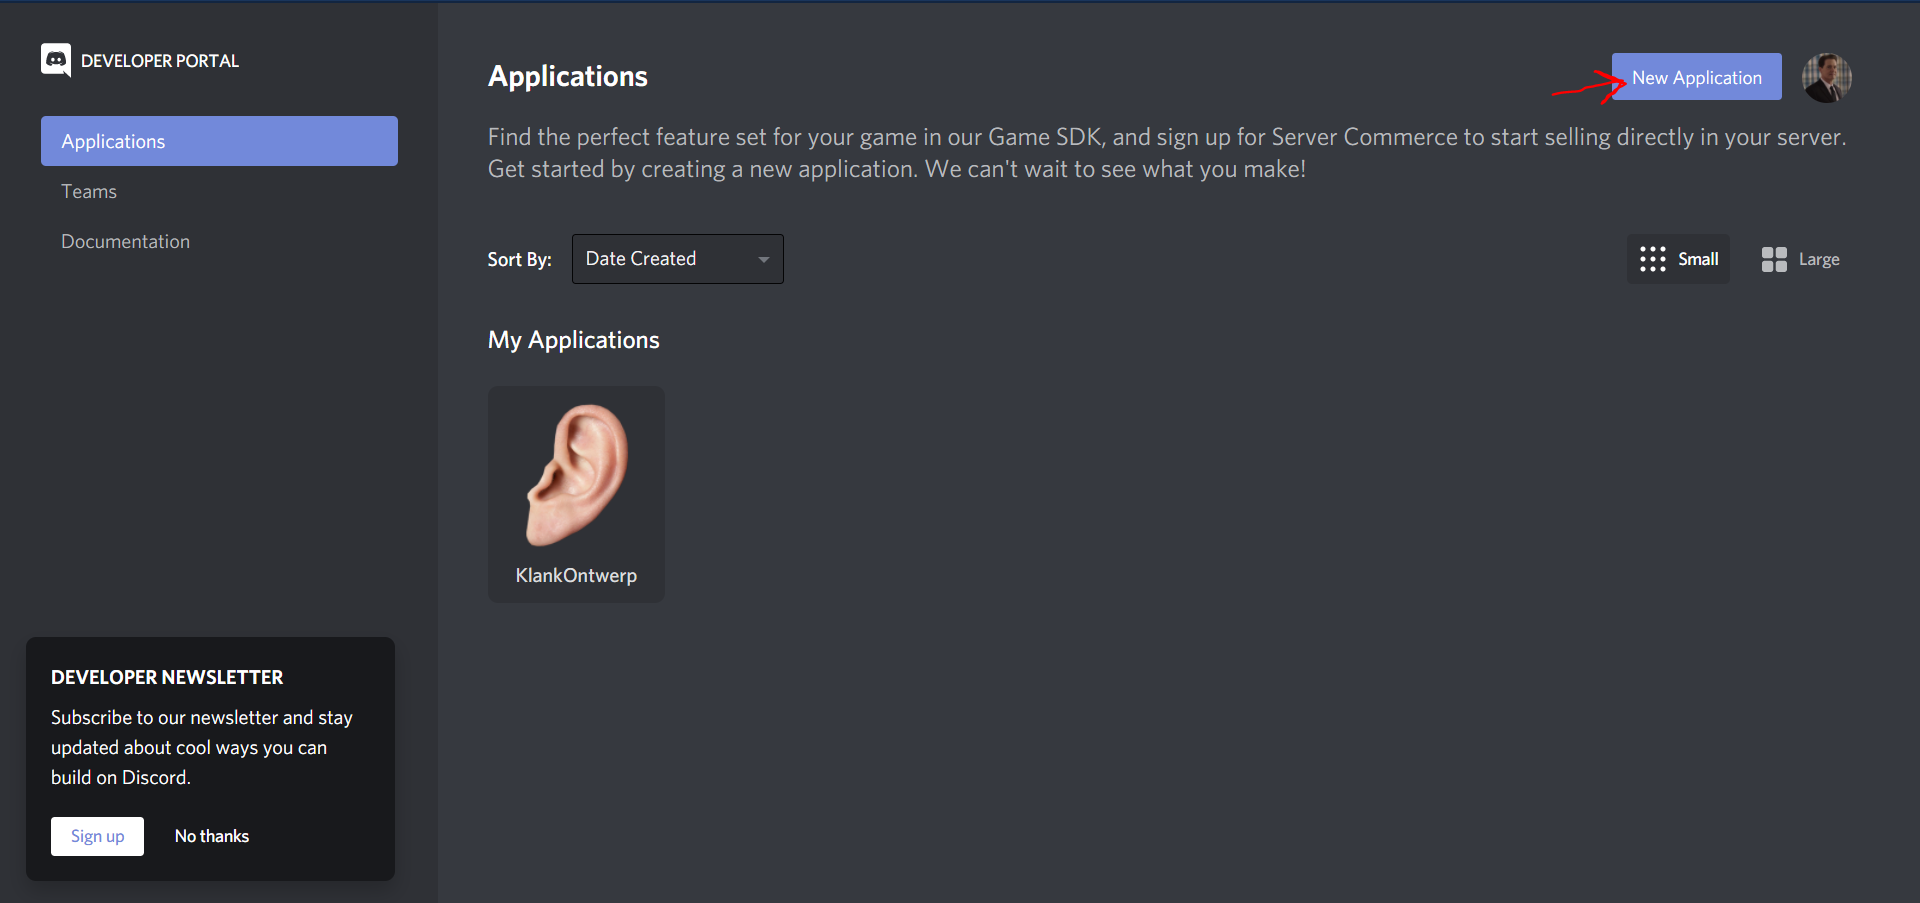 DEVELOPER PORTAL
Applications
Teams
Documentation
DEVELOPER NEWSLETTER
Subscribe to our newsletter and stay
updated about cool ways you can
build on Discord.
Sign up No thanks
Applications
New Application
Find the perfect feature set for your game in our Game SDK, and sign up for Server Commerce to start selling directly in your server.
Get started by creating a new application. We can't wait to see what you make!
Sort By: Date Created
Small Large
My Applications
KlankOntwerp